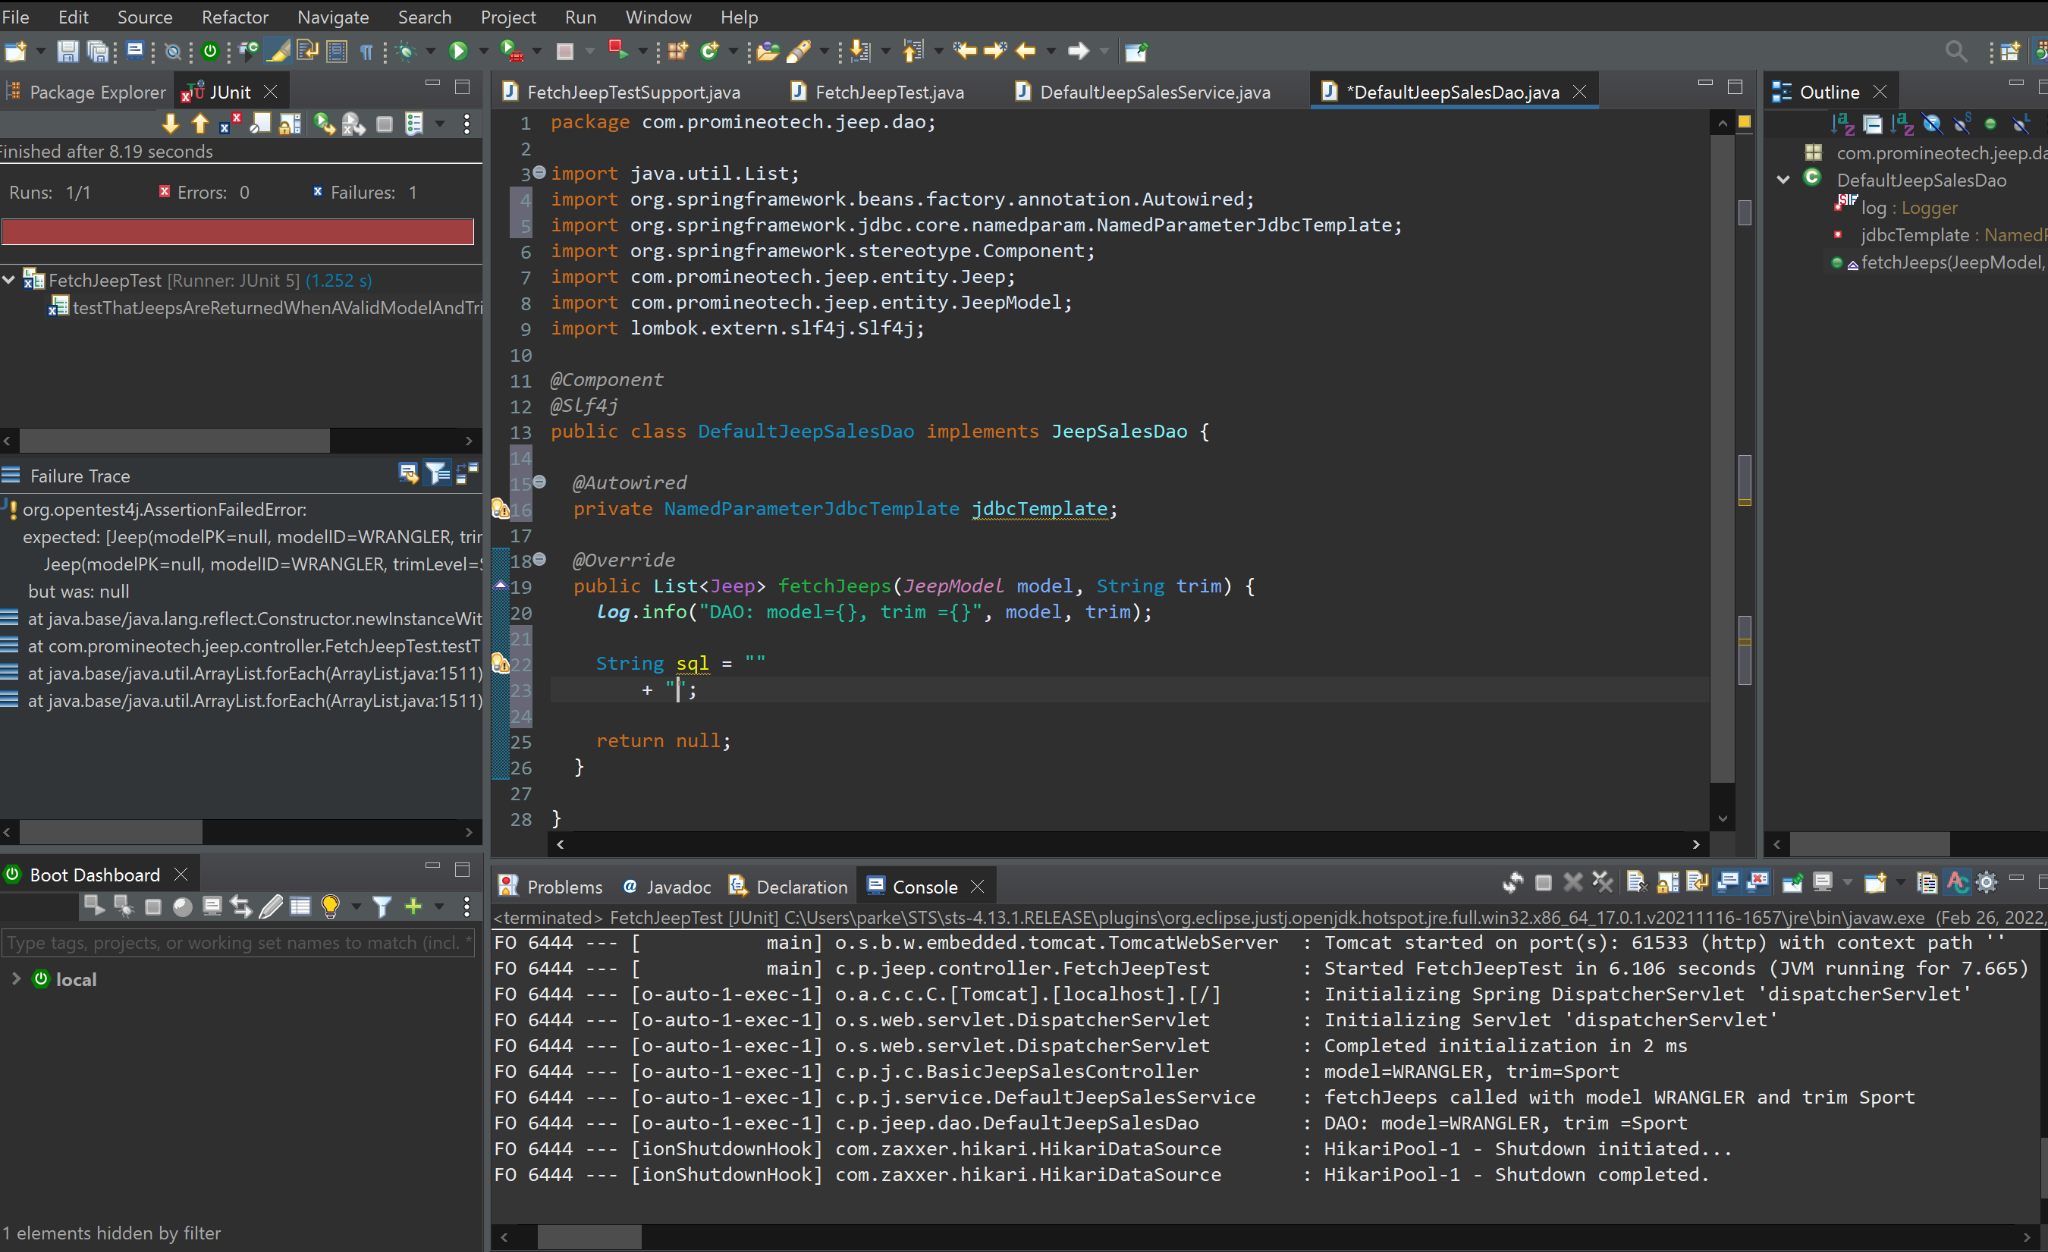 File Edit Source Refactor Navigate Search Project Run Window Help
Package Explorer
JUnit
Finished after 8.19 seconds
Runs: 1/1 Errors: 0 Failures: 1
FetchJeepTest [Runner: JUnit 5] (1.252 s)
testThatJeepsAreReturnedWhenAValidModelAndTri
Failure Trace
org.opentest4j.AssertionFailedError:
expected: [Jeep(modelPK=null, modelID=WRANGLER, trin
Jeep(modelPK=null, modelID=WRANGLER, trimLevel=S
but was: null
at java.base/java.lang.reflect.Constructor.newInstanceWit
at com.promineotech.jeep.controller.FetchJeepTest.testT
at java.base/java.util.ArrayList.forEach(ArrayList.java:1511)
at java.base/java.util.ArrayList.forEach(ArrayList.java:1511)
Boot Dashboard
Type tags, projects, or working set names to match (incl. *
local
1 elements hidden by filter
FetchJeepTestSupport.java FetchJeepTest.java DefaultJeepSalesService.java *DefaultJeepSalesDao.java
1 package com.promineotech.jeep.dao;
2
3 import java.util.List;
4 import org.springframework.beans.factory.annotation.Autowired;
5 import org.springframework.jdbc.core.namedparam.NamedParameterJdbcTemplate;
6 import org.springframework.stereotype.Component;
7 import com.promineotech.jeep.entity.Jeep;
8 import com.promineotech.jeep.entity.JeepModel;
9 import lombok.extern.slf4j.Slf4j;
10
11 @Component
12 @Slf4j
13 public class DefaultJeepSalesDao implements JeepSalesDao {
14
15 @Autowired
16 private NamedParameterJdbcTemplate jdbcTemplate;
17
18 @Override
19 public List<Jeep> fetchJeeps(JeepModel model, String trim) {
20 log.info("DAO: model={}, trim ={}", model, trim);
21
22 String sql = ""
23 + "";
24
25 return null;
26 }
27
28 }
Outline
com.promineotech.jeep.da
DefaultJeepSalesDao
log : Logger
jdbcTemplate : NamedP
fetchJeeps(JeepModel,
Problems Javadoc Declaration Console
<terminated> FetchJeepTest [JUnit] C:\Users\parke\STS\sts-4.13.1.RELEASE\plugins\org.eclipse.justj.openjdk.hotspot.jre.full.win32.x86_64_17.0.1.v20211116-1657\jre\bin\javaw.exe (Feb 26, 2022,
FO 6444 --- [           main] o.s.b.w.embedded.tomcat.TomcatWebServer  : Tomcat started on port(s): 61533 (http) with context path ''
FO 6444 --- [           main] c.p.jeep.controller.FetchJeepTest        : Started FetchJeepTest in 6.106 seconds (JVM running for 7.665)
FO 6444 --- [o-auto-1-exec-1] o.a.c.c.C.[Tomcat].[localhost].[/]       : Initializing Spring DispatcherServlet 'dispatcherServlet'
FO 6444 --- [o-auto-1-exec-1] o.s.web.servlet.DispatcherServlet        : Initializing Servlet 'dispatcherServlet'
FO 6444 --- [o-auto-1-exec-1] o.s.web.servlet.DispatcherServlet        : Completed initialization in 2 ms
FO 6444 --- [o-auto-1-exec-1] c.p.j.c.BasicJeepSalesController         : model=WRANGLER, trim=Sport
FO 6444 --- [o-auto-1-exec-1] c.p.j.service.DefaultJeepSalesService    : fetchJeeps called with model WRANGLER and trim Sport
FO 6444 --- [o-auto-1-exec-1] c.p.jeep.dao.DefaultJeepSalesDao         : DAO: model=WRANGLER, trim =Sport
FO 6444 --- [ionShutdownHook] com.zaxxer.hikari.HikariDataSource       : HikariPool-1 - Shutdown initiated...
FO 6444 --- [ionShutdownHook] com.zaxxer.hikari.HikariDataSource       : HikariPool-1 - Shutdown completed.